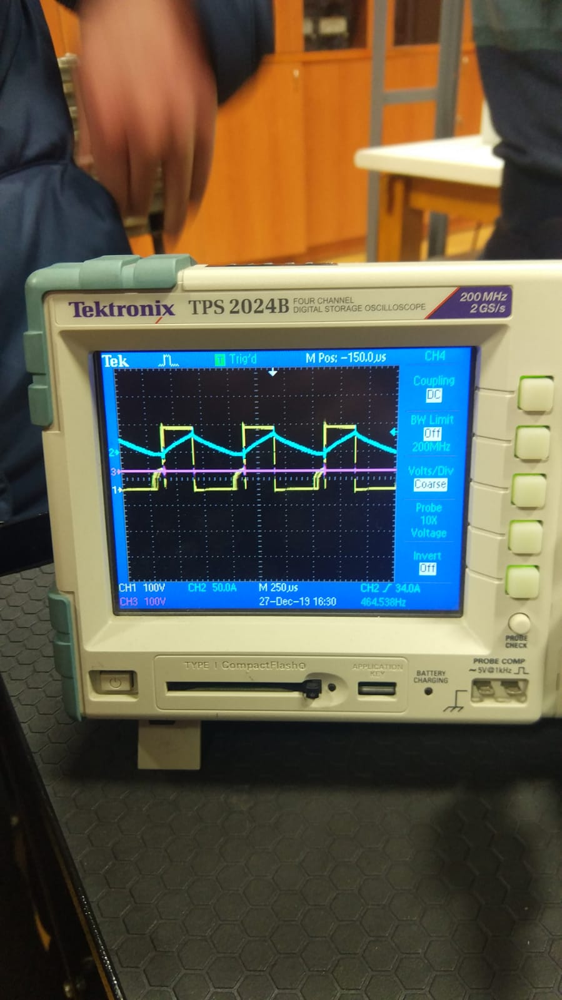 Tektronix TPS 2024B FOUR CHANNEL
DIGITAL STORAGE OSCILLOSCOPE
200 MHz
2 GS/s
Tek T Trig'd M Pos: -150.0µs CH4
Coupling
DC
BW Limit
Off
200MHz
Volts/Div
Coarse
Probe
10X
Voltage
Invert
Off
2
3
1
CH1 100V CH2 50.0A M 250µs CH2 34.0A
CH3 100V 27-Dec-19 16:30 464.538Hz
PROBE
CHECK
TYPE I CompactFlash®
APPLICATION
KEY
BATTERY
CHARGING
PROBE COMP
~5V@1kHz